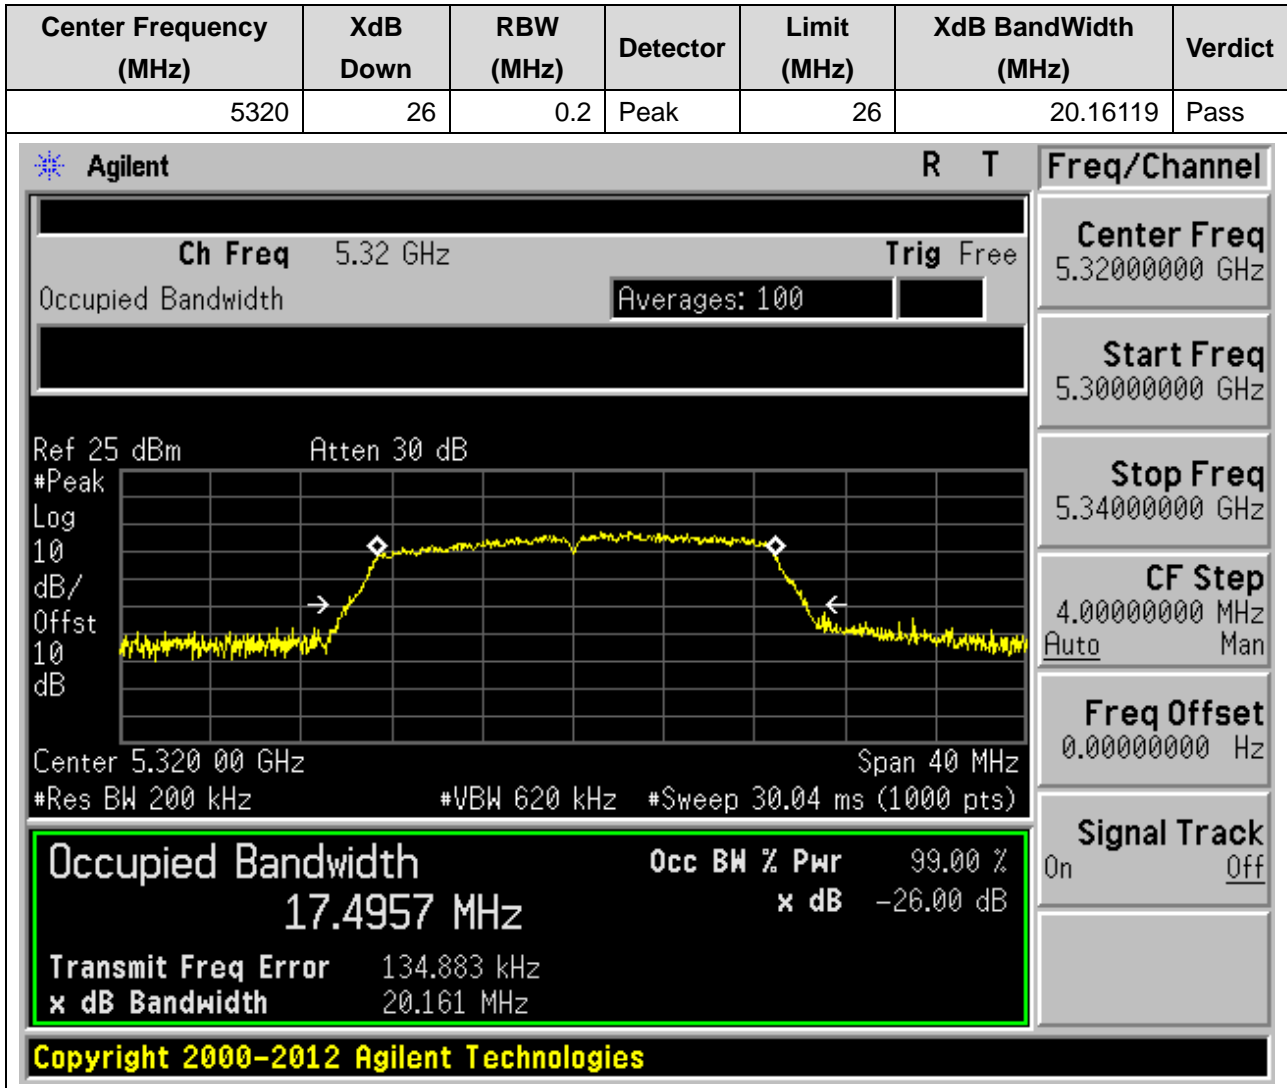 Center Frequency (MHz) XdB Down RBW (MHz) Detector Limit (MHz) XdB BandWidth (MHz) Verdict
5320 26 0.2 Peak 26 20.16119 Pass
Agilent R T
Ch Freq 5.32 GHz Trig Free
Occupied Bandwidth Averages: 100
Ref 25 dBm Atten 30 dB
#Peak
Log
10
dB/
Offst
10
dB
Center 5.320 00 GHz Span 40 MHz
#Res BW 200 kHz #VBW 620 kHz #Sweep 30.04 ms (1000 pts)
Occupied Bandwidth Occ BW % Pwr 99.00 %
17.4957 MHz x dB -26.00 dB
Transmit Freq Error 134.883 kHz
x dB Bandwidth 20.161 MHz
Copyright 2000-2012 Agilent Technologies
Freq/Channel
Center Freq
5.32000000 GHz
Start Freq
5.30000000 GHz
Stop Freq
5.34000000 GHz
CF Step
4.00000000 MHz
Auto Man
Freq Offset
0.00000000 Hz
Signal Track
On Off